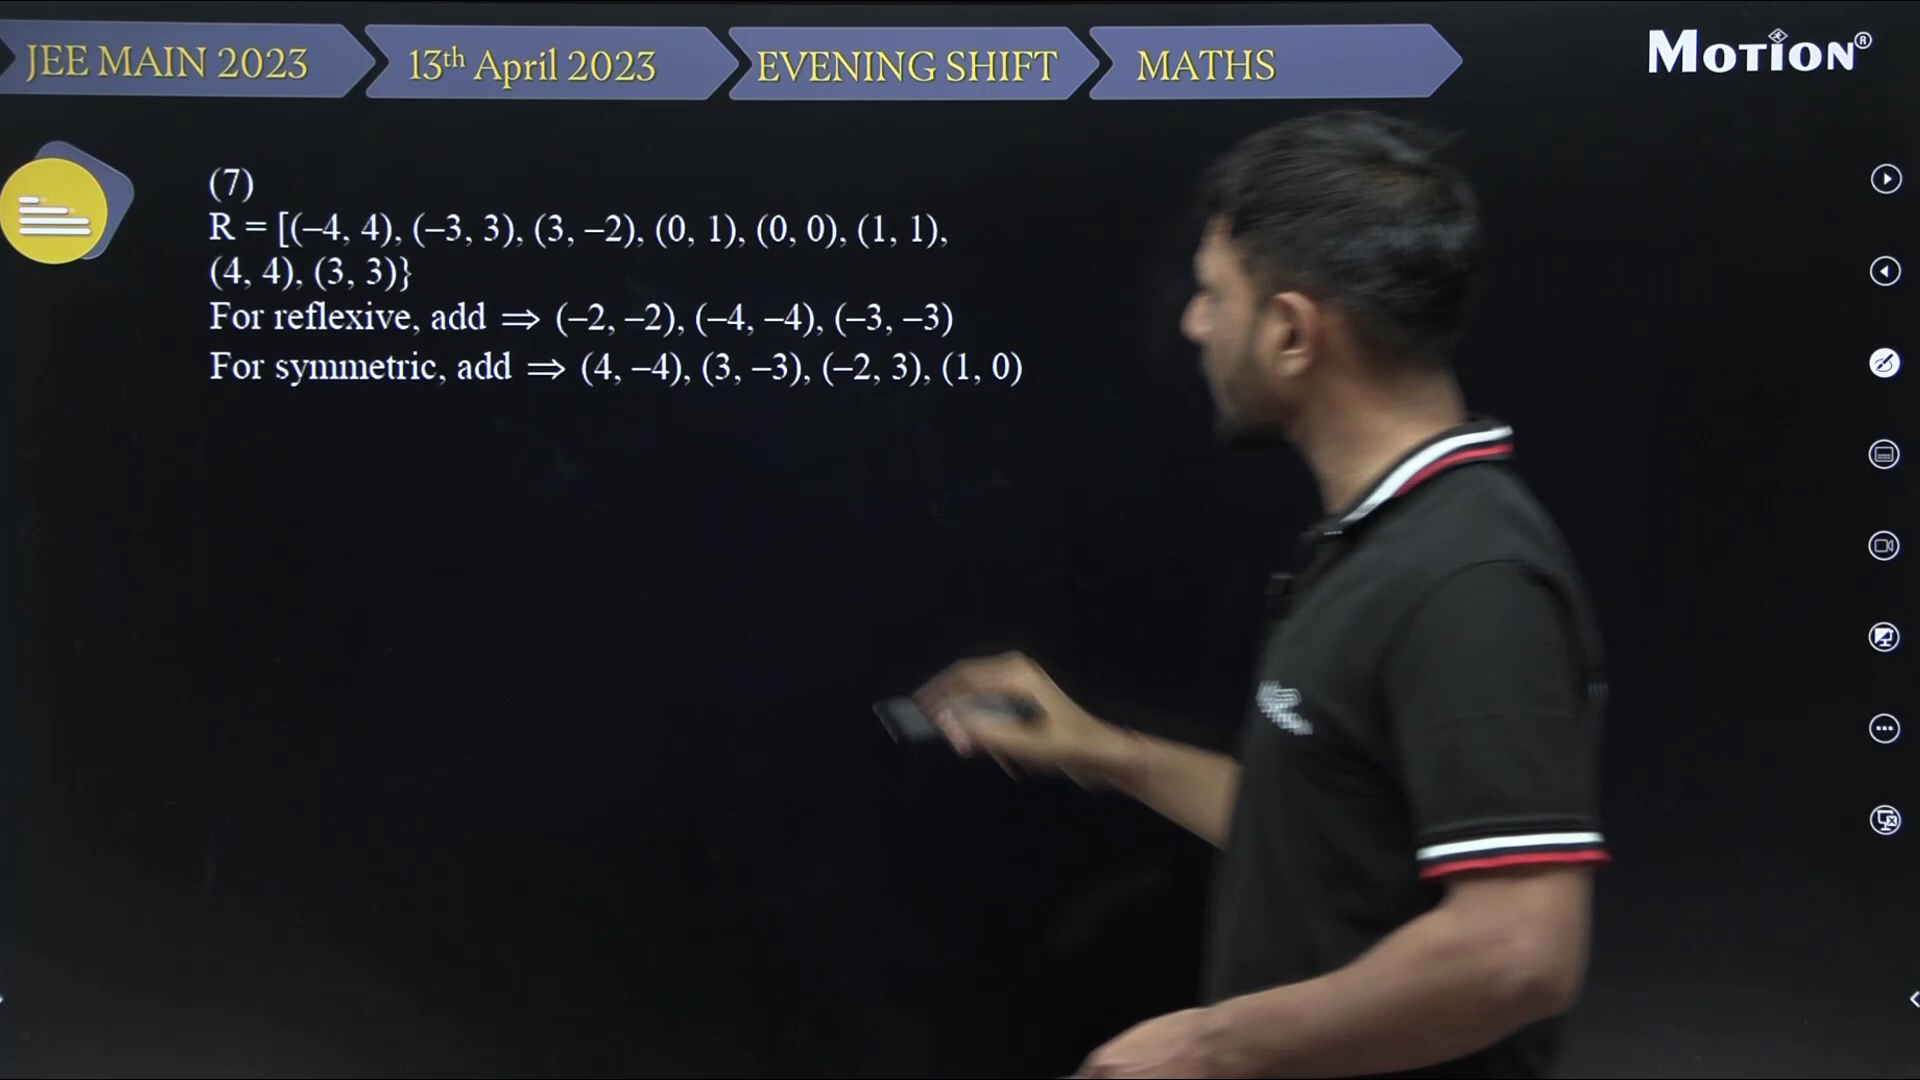 JEE MAIN 2023 13th April 2023 EVENING SHIFT MATHS MOTION®
(7)
R = [(–4, 4), (–3, 3), (3, –2), (0, 1), (0, 0), (1, 1),
(4, 4), (3, 3)}
For reflexive, add ⇒ (–2, –2), (–4, –4), (–3, –3)
For symmetric, add ⇒ (4, –4), (3, –3), (–2, 3), (1, 0)